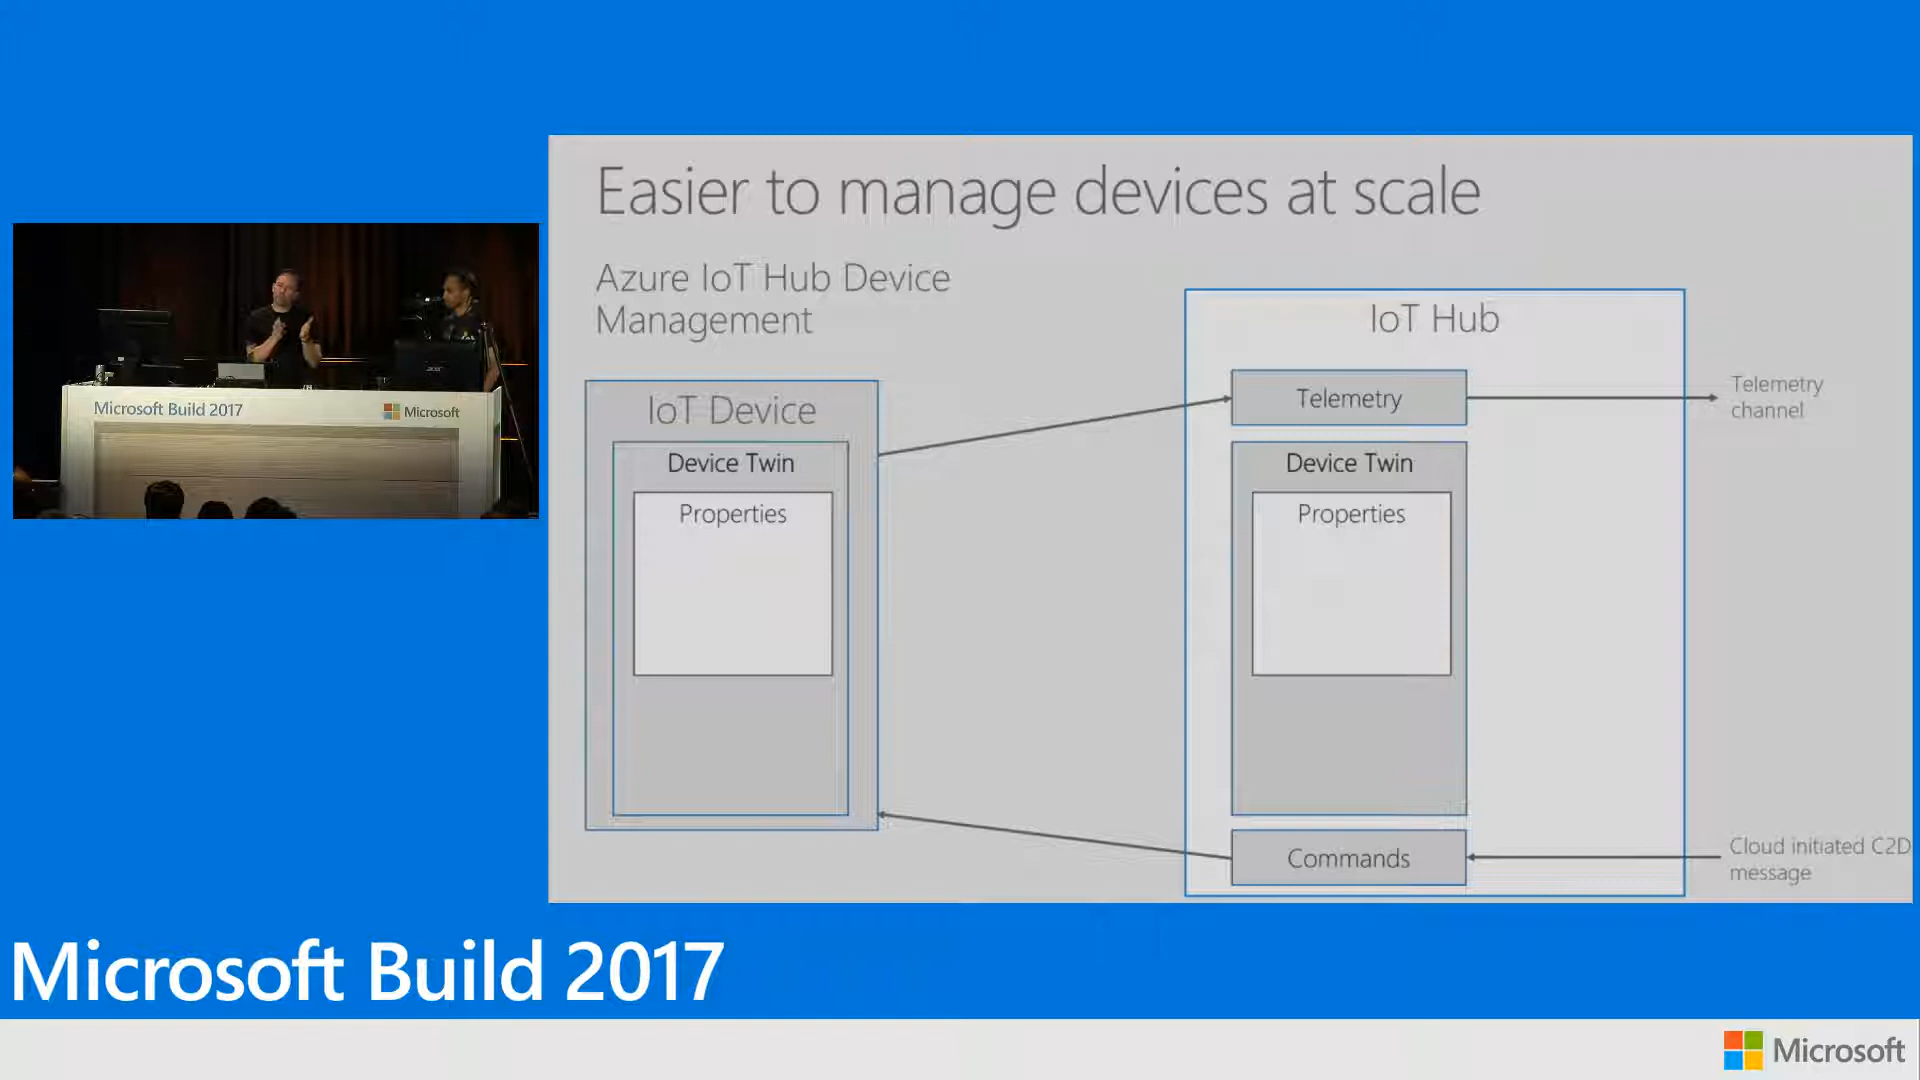 Easier to manage devices at scale
Azure IoT Hub Device
Management
IoT Device
Device Twin
Properties
IoT Hub
Telemetry
Device Twin
Properties
Commands
Telemetry
channel
Cloud initiated C2D
message
Microsoft Build 2017
Microsoft
acer
Microsoft Build 2017
Microsoft